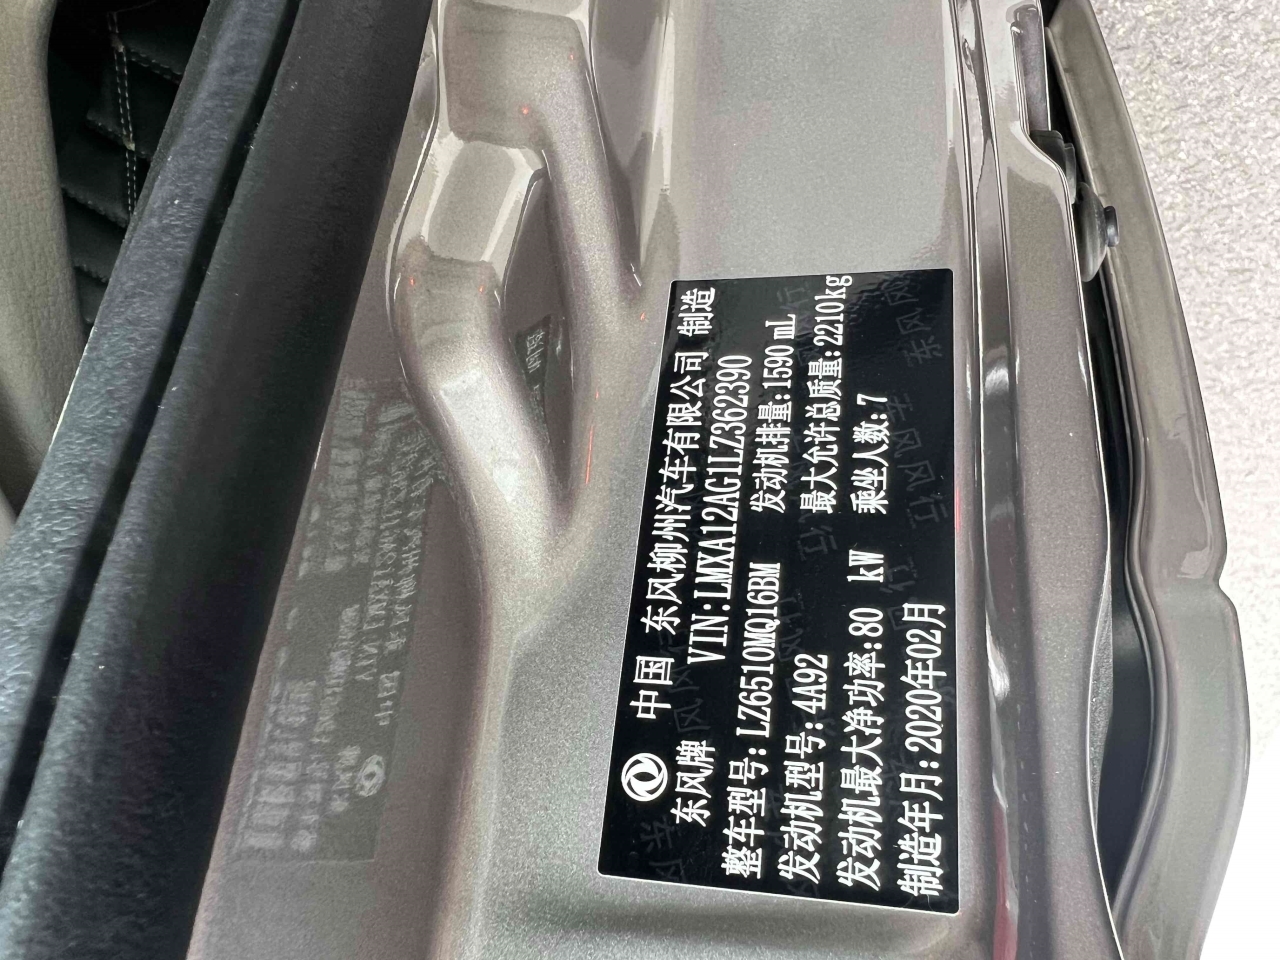 中国 东风柳州汽车有限公司 制造
东风牌 VIN:LMXA12AG1LZ362390
整车型号:LZ6510MQ16BM 发动机排量:1590mL
发动机型号:4A92 最大允许总质量:2210kg
发动机最大净功率:80 kW 乘坐人数:7
制造年月:2020年02月